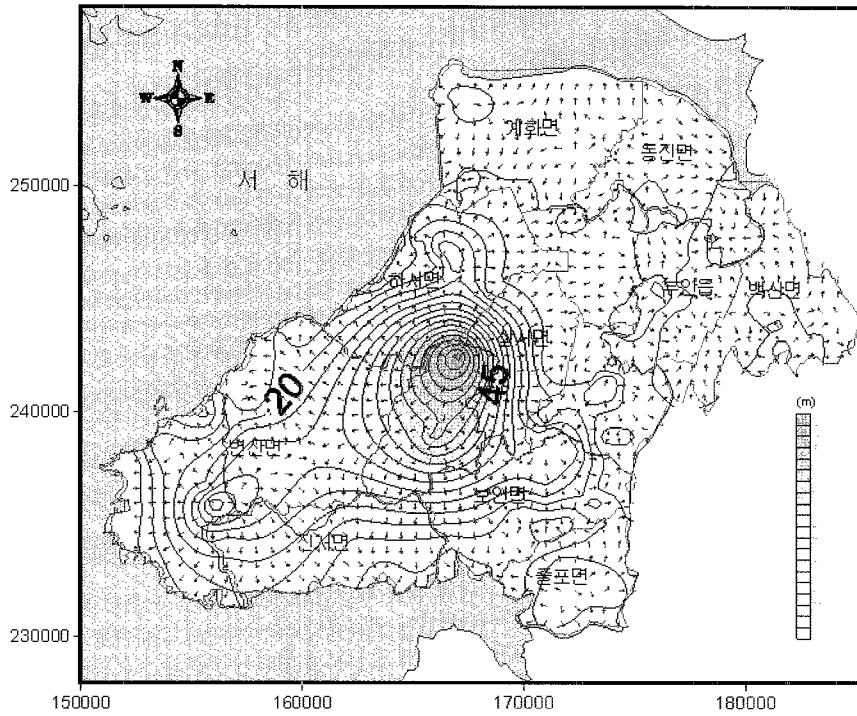 N
W E
S
서 해
계화면
동진면
하서면
부안읍
백산면
상서면
20
45
변산면
보안면
진서면
줄포면
(m)
250000
240000
230000
150000
160000
170000
180000